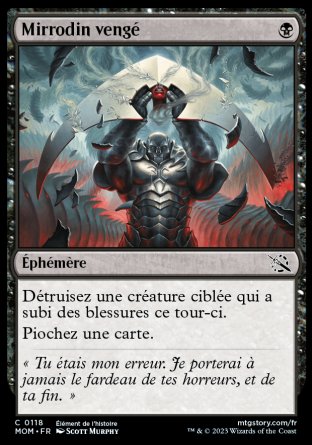 Mirrodin vengé
Éphémère
Détruisez une créature ciblée qui a
subi des blessures ce tour-ci.
Piochez une carte.
« Tu étais mon erreur. Je porterai à
jamais le fardeau de tes horreurs, et de
ta fin. »
C 0118 Élément de l'histoire mtgstory.com/fr
MOM • FR Scott Murphy ™ & © 2023 Wizards of the Coast